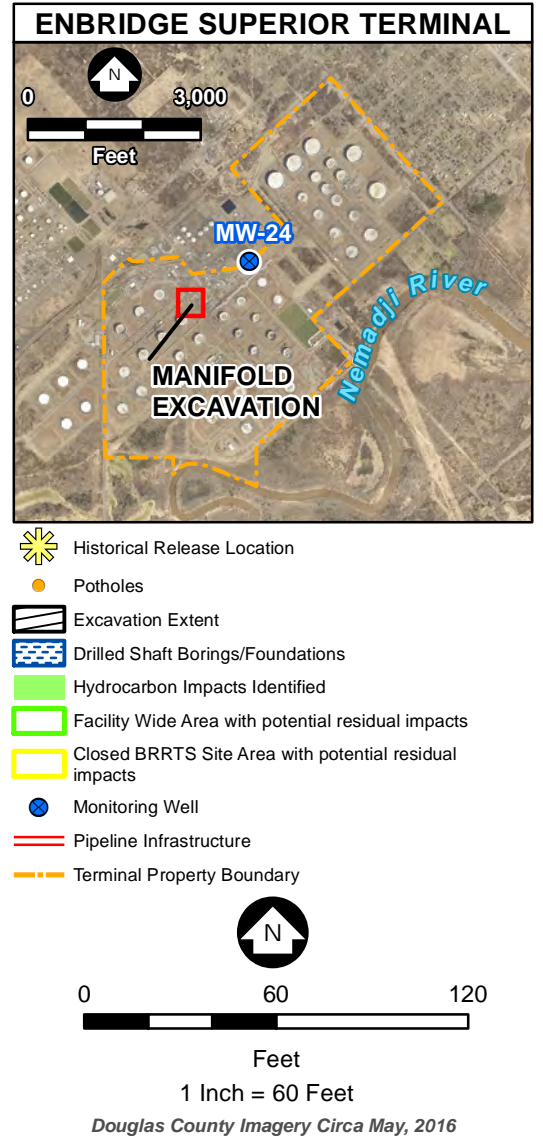 ENBRIDGE SUPERIOR TERMINAL
N
0 3,000
Feet
MW-24
Nemadji River
MANIFOLD
EXCAVATION
Historical Release Location
Potholes
Excavation Extent
Drilled Shaft Borings/Foundations
Hydrocarbon Impacts Identified
Facility Wide Area with potential residual impacts
Closed BRRTS Site Area with potential residual
impacts
Monitoring Well
Pipeline Infrastructure
Terminal Property Boundary
N
0 60 120
Feet
1 Inch = 60 Feet
Douglas County Imagery Circa May, 2016